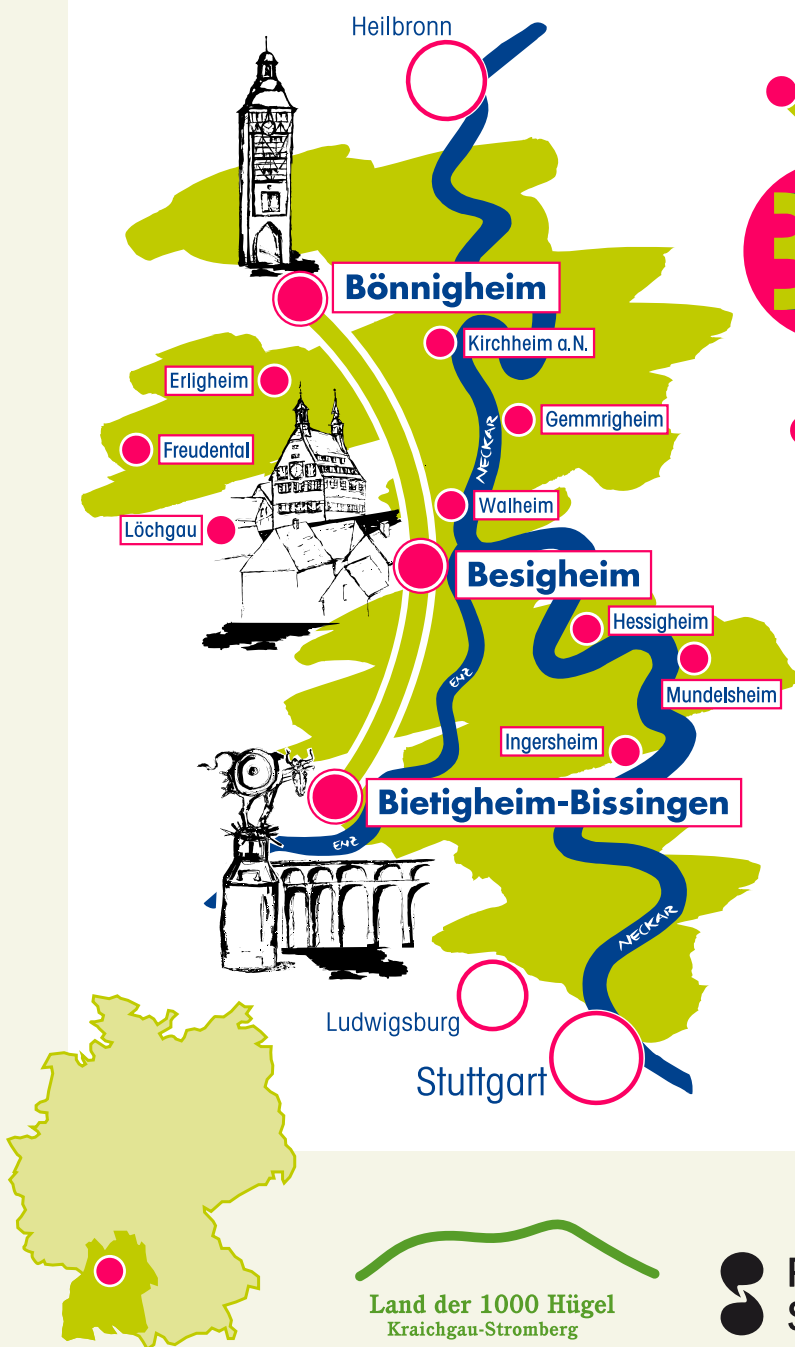 Heilbronn
Bönnigheim
Kirchheim a.N.
Erligheim
Gemmrigheim
Freudental
NECKAR
Walheim
Löchgau
Besigheim
Hessigheim
ENZ
Mundelsheim
Ingersheim
Bietigheim-Bissingen
ENZ
NECKAR
Ludwigsburg
Stuttgart
Land der 1000 Hügel
Kraichgau-Stromberg